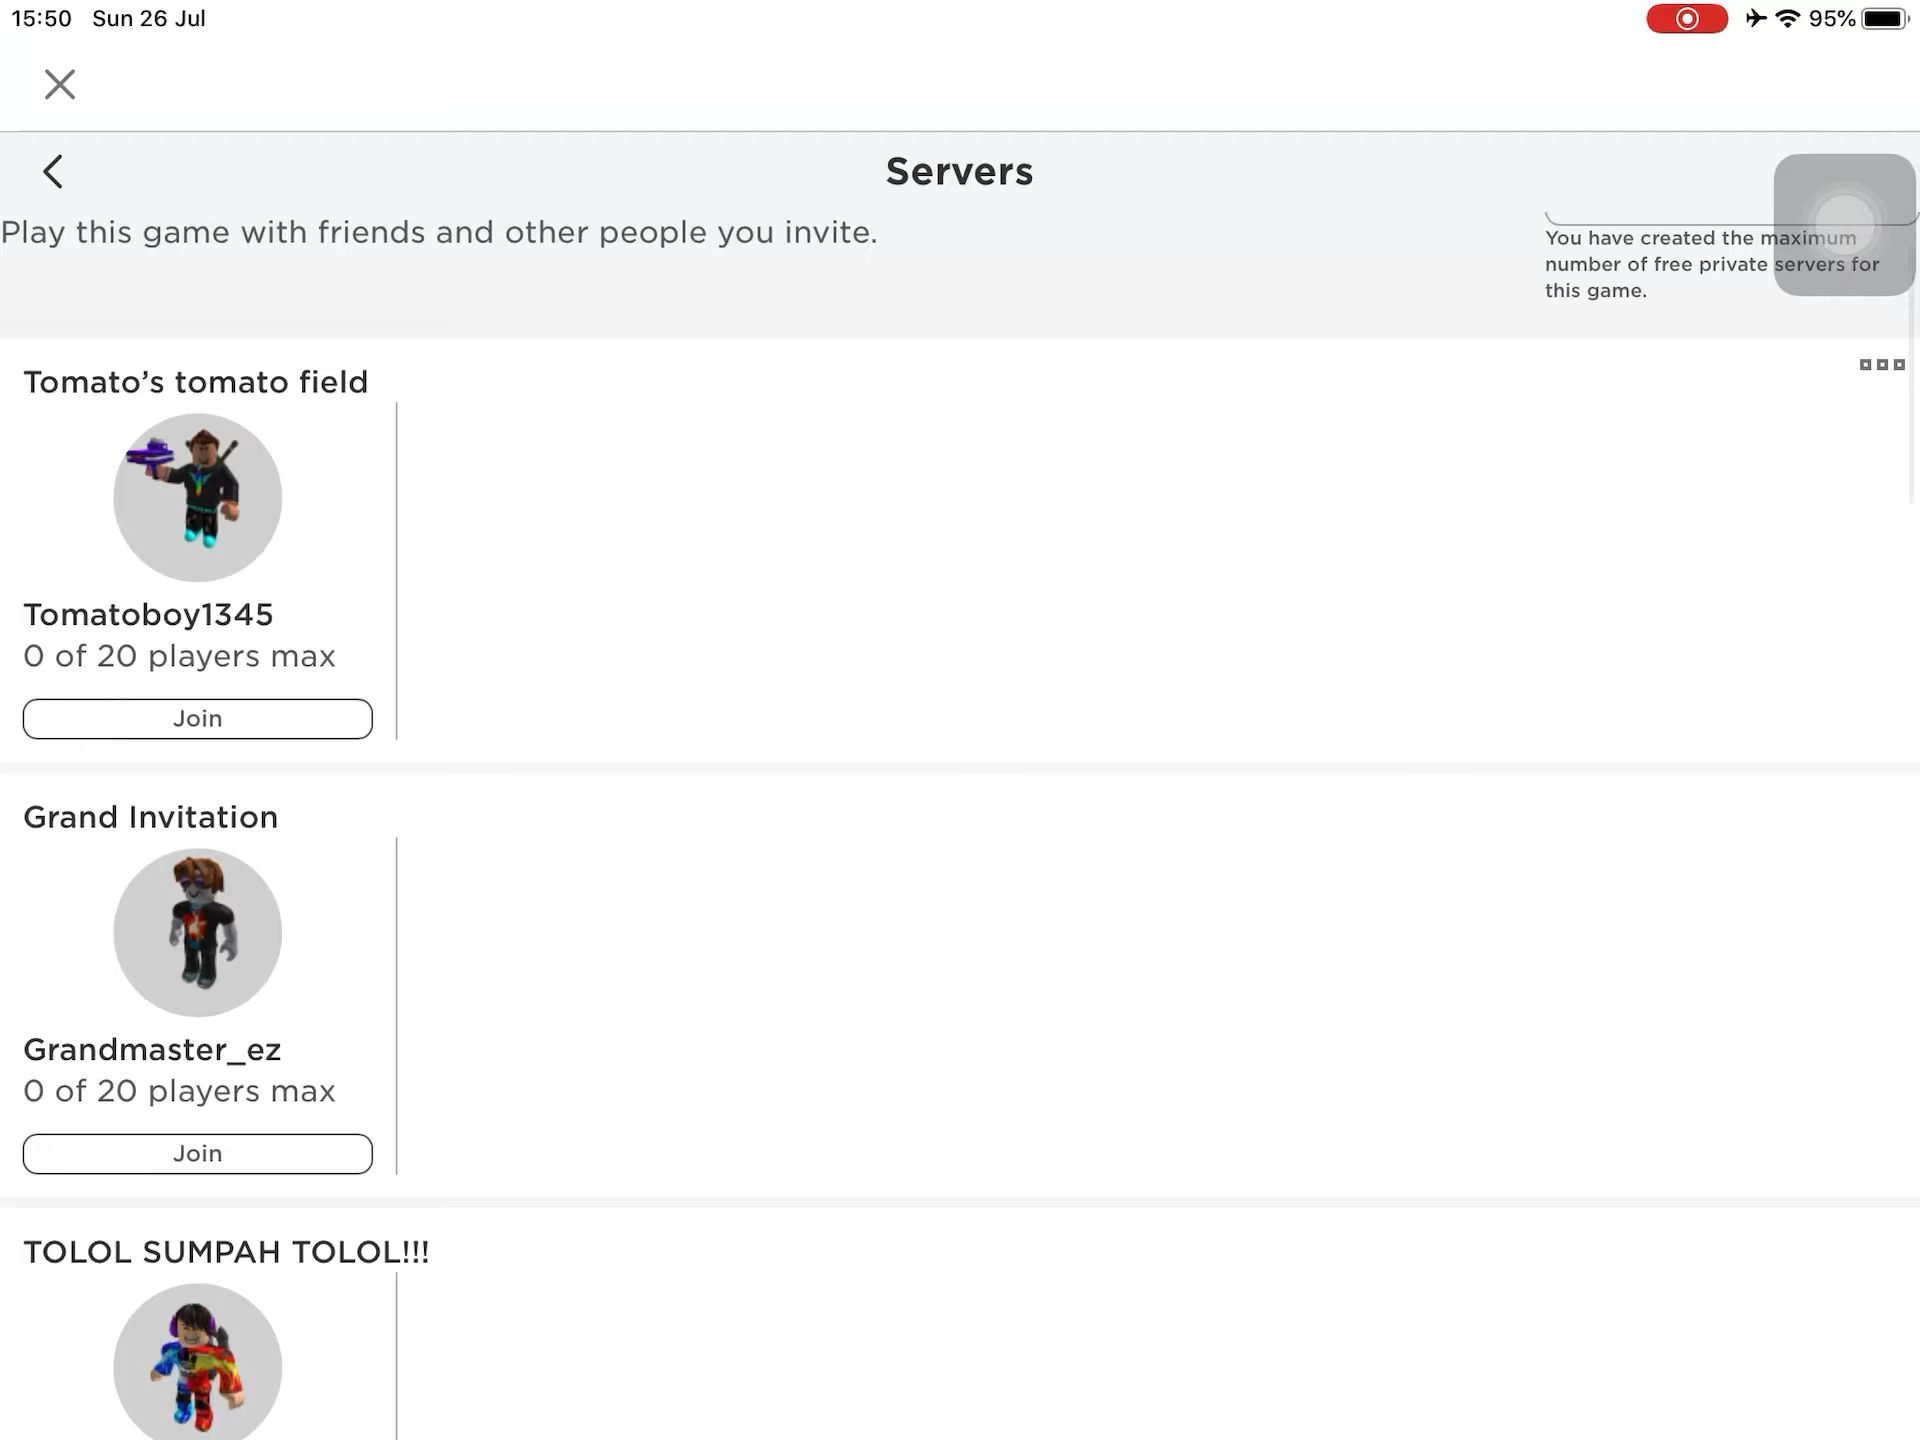 15:50 Sun 26 Jul
95%
Servers
Play this game with friends and other people you invite.
You have created the maximum
number of free private servers for
this game.
Tomato’s tomato field
Tomatoboy1345
0 of 20 players max
Join
Grand Invitation
Grandmaster_ez
0 of 20 players max
Join
TOLOL SUMPAH TOLOL!!!